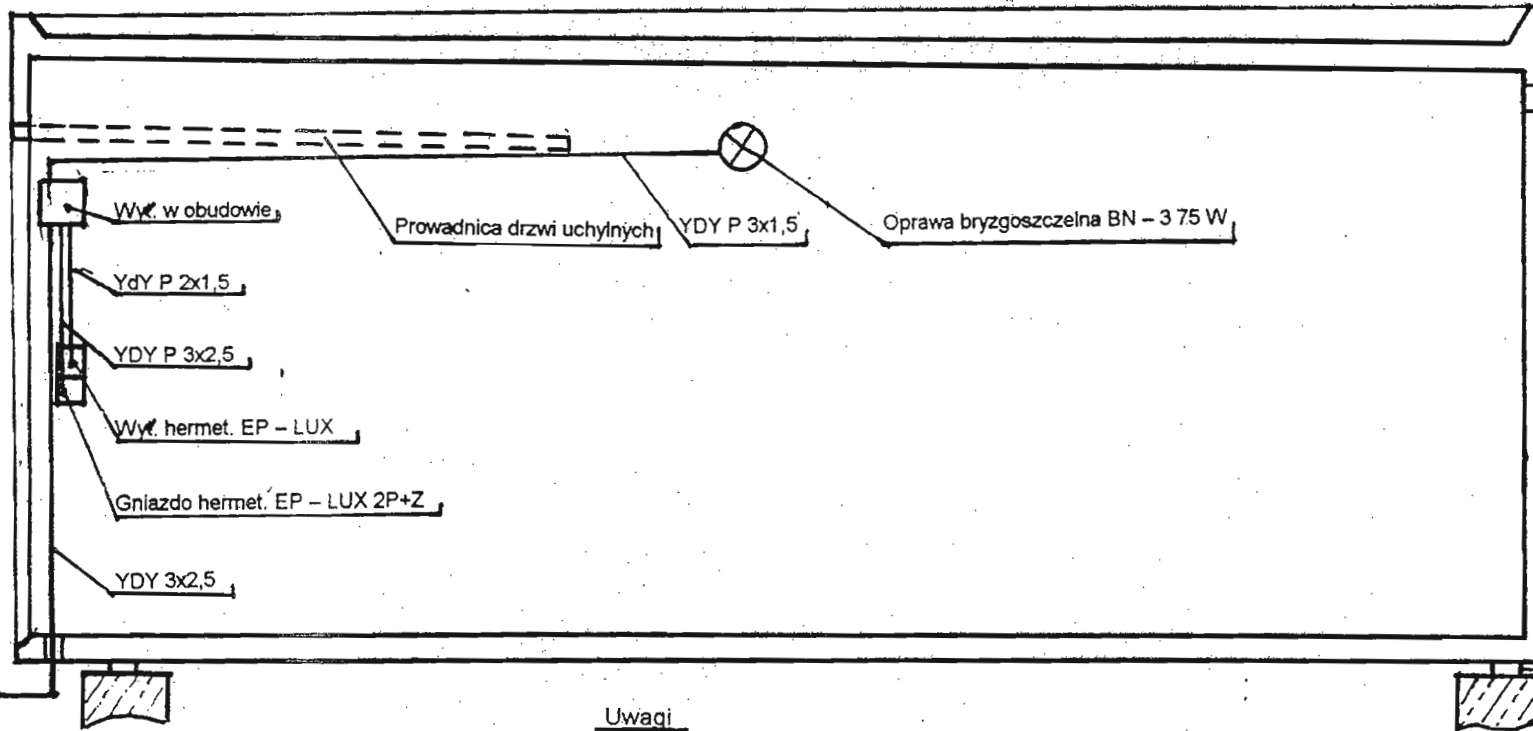 Wył. w obudowie
Prowadnica drzwi uchylnych
YDY P 3x1,5
Oprawa bryzgoszczelna BN – 3 75 W
YdY P 2x1,5
YDY P 3x2,5
Wył. hermet. EP – LUX
Gniazdo hermet. EP – LUX 2P+Z
YDY 3x2,5
Uwagi